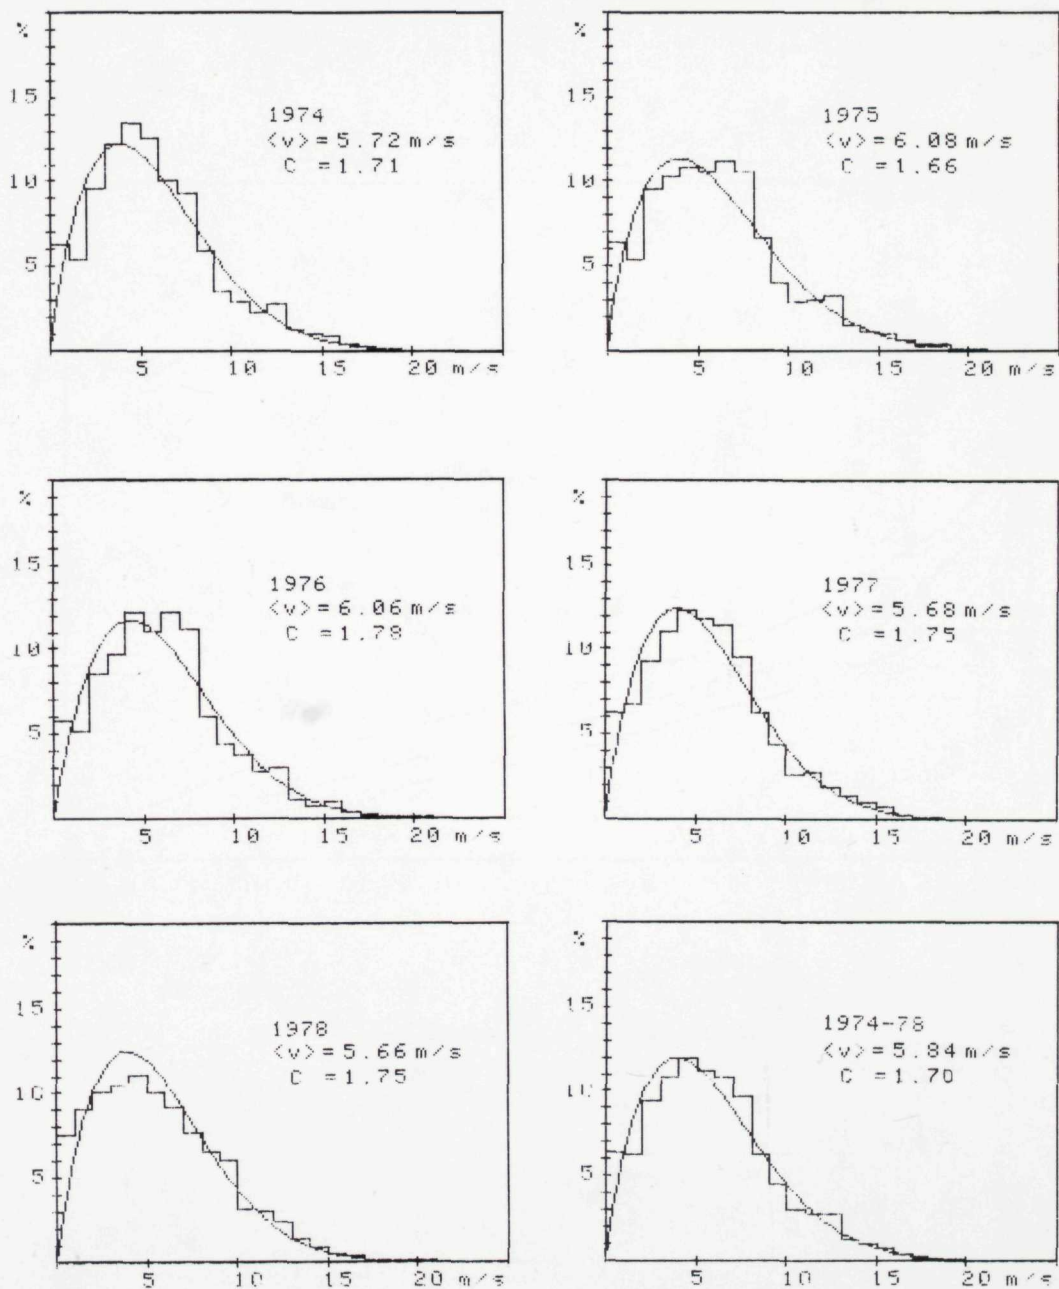 %
15
10
5
1974
<v> = 5.72 m/s
C = 1.71
5 10 15 20 m/s
%
15
10
5
1975
<v> = 6.08 m/s
C = 1.66
5 10 15 20 m/s
%
15
10
5
1976
<v> = 6.06 m/s
C = 1.78
5 10 15 20 m/s
%
15
10
5
1977
<v> = 5.68 m/s
C = 1.75
5 10 15 20 m/s
%
15
10
5
1978
<v> = 5.66 m/s
C = 1.75
5 10 15 20 m/s
%
15
10
5
1974-78
<v> = 5.84 m/s
C = 1.70
5 10 15 20 m/s